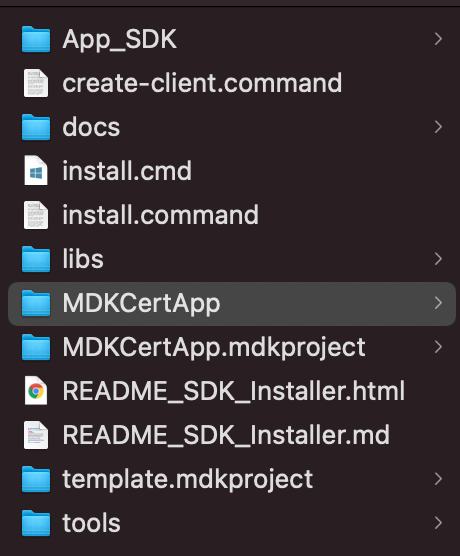 App_SDK
create-client.command
docs
install.cmd
install.command
libs
MDKCertApp
MDKCertApp.mdkproject
README_SDK_Installer.html
README_SDK_Installer.md
template.mdkproject
tools